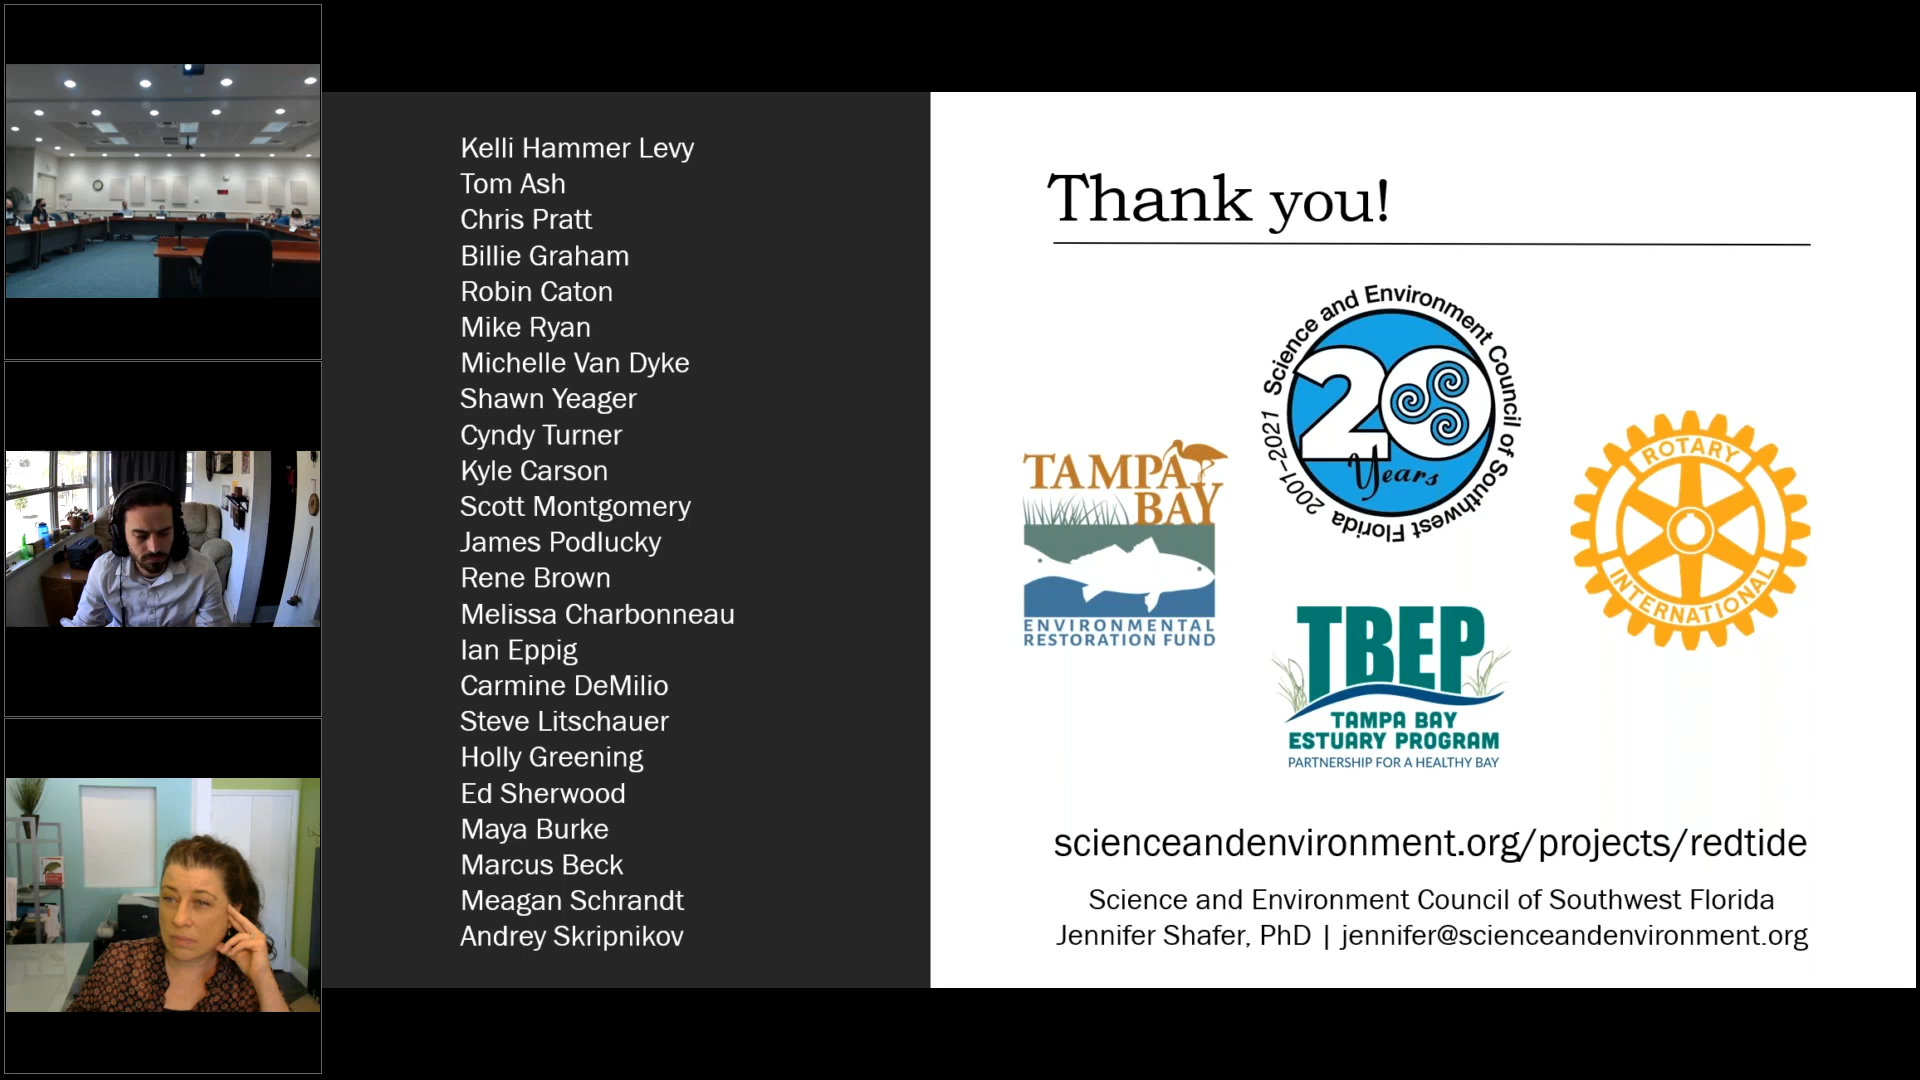 Kelli Hammer Levy
Tom Ash
Chris Pratt
Billie Graham
Robin Caton
Mike Ryan
Michelle Van Dyke
Shawn Yeager
Cyndy Turner
Kyle Carson
Scott Montgomery
James Podlucky
Rene Brown
Melissa Charbonneau
Ian Eppig
Carmine DeMilio
Steve Litschauer
Holly Greening
Ed Sherwood
Maya Burke
Marcus Beck
Meagan Schrandt
Andrey Skripnikov
Thank you!
Science and Environment Council of Southwest Florida 2001–2021
20
Years
TAMPA
BAY
ENVIRONMENTAL
RESTORATION FUND
ROTARY
INTERNATIONAL
TBEP
TAMPA BAY
ESTUARY PROGRAM
PARTNERSHIP FOR A HEALTHY BAY
scienceandenvironment.org/projects/redtide
Science and Environment Council of Southwest Florida
Jennifer Shafer, PhD | jennifer@scienceandenvironment.org